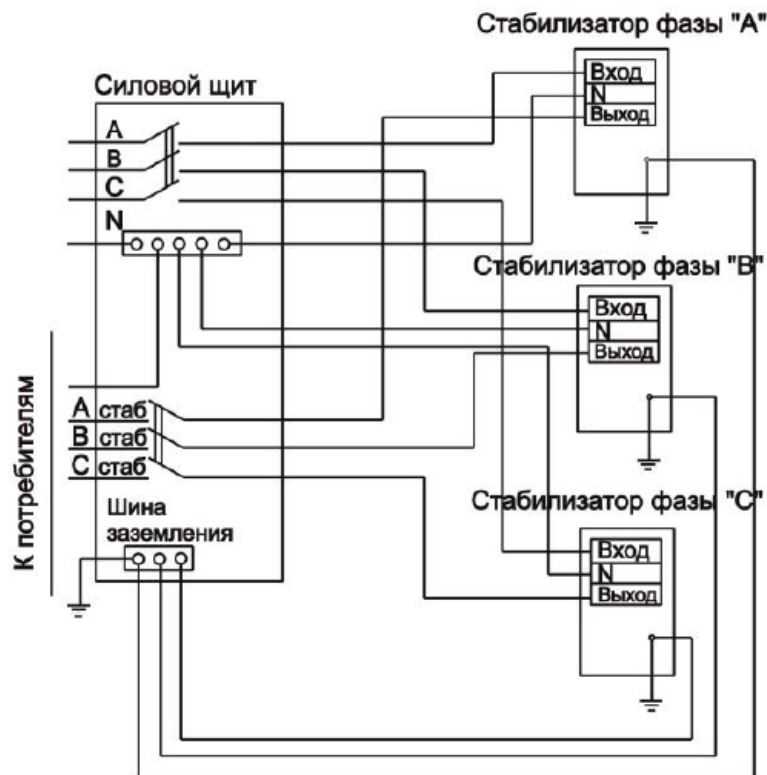 Стабилизатор фазы "А"
Силовой щит
Вход
N
Выход
А
В
С
N
Стабилизатор фазы "В"
Вход
N
Выход
К потребителям
А стаб
В стаб
С стаб
Стабилизатор фазы "С"
Шина
заземления
Вход
N
Выход